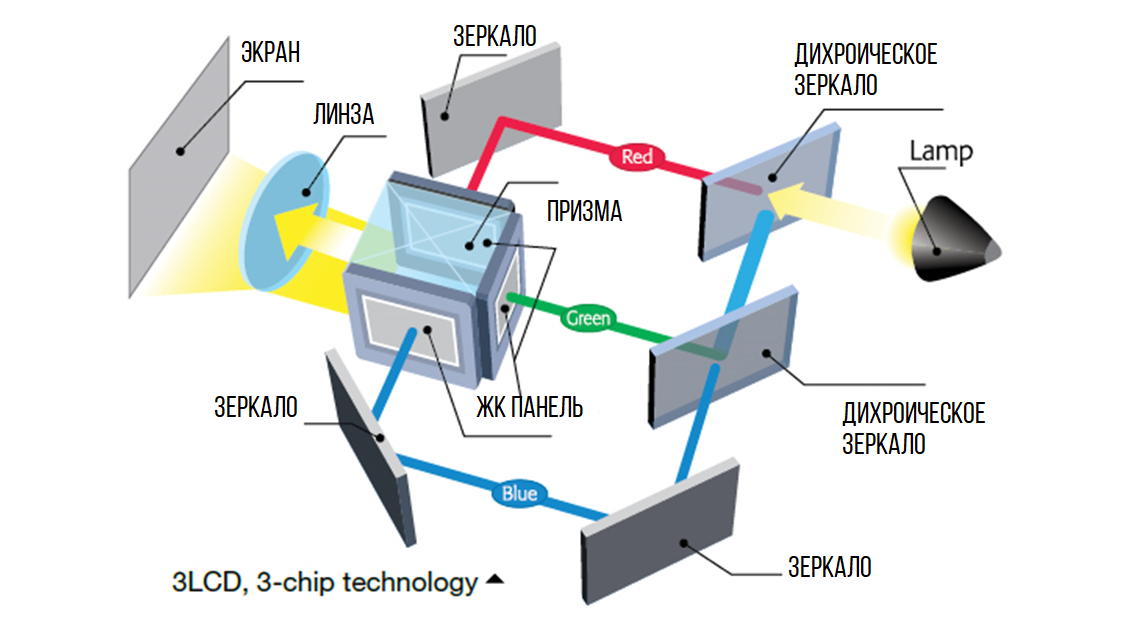 ЗЕРКАЛО
ЭКРАН
ДИХРОИЧЕСКОЕ
ЗЕРКАЛО
ЛИНЗА
Lamp
Red
ПРИЗМА
Green
ЗЕРКАЛО
ЖК ПАНЕЛЬ
ДИХРОИЧЕСКОЕ
ЗЕРКАЛО
Blue
ЗЕРКАЛО
3LCD, 3-chip technology